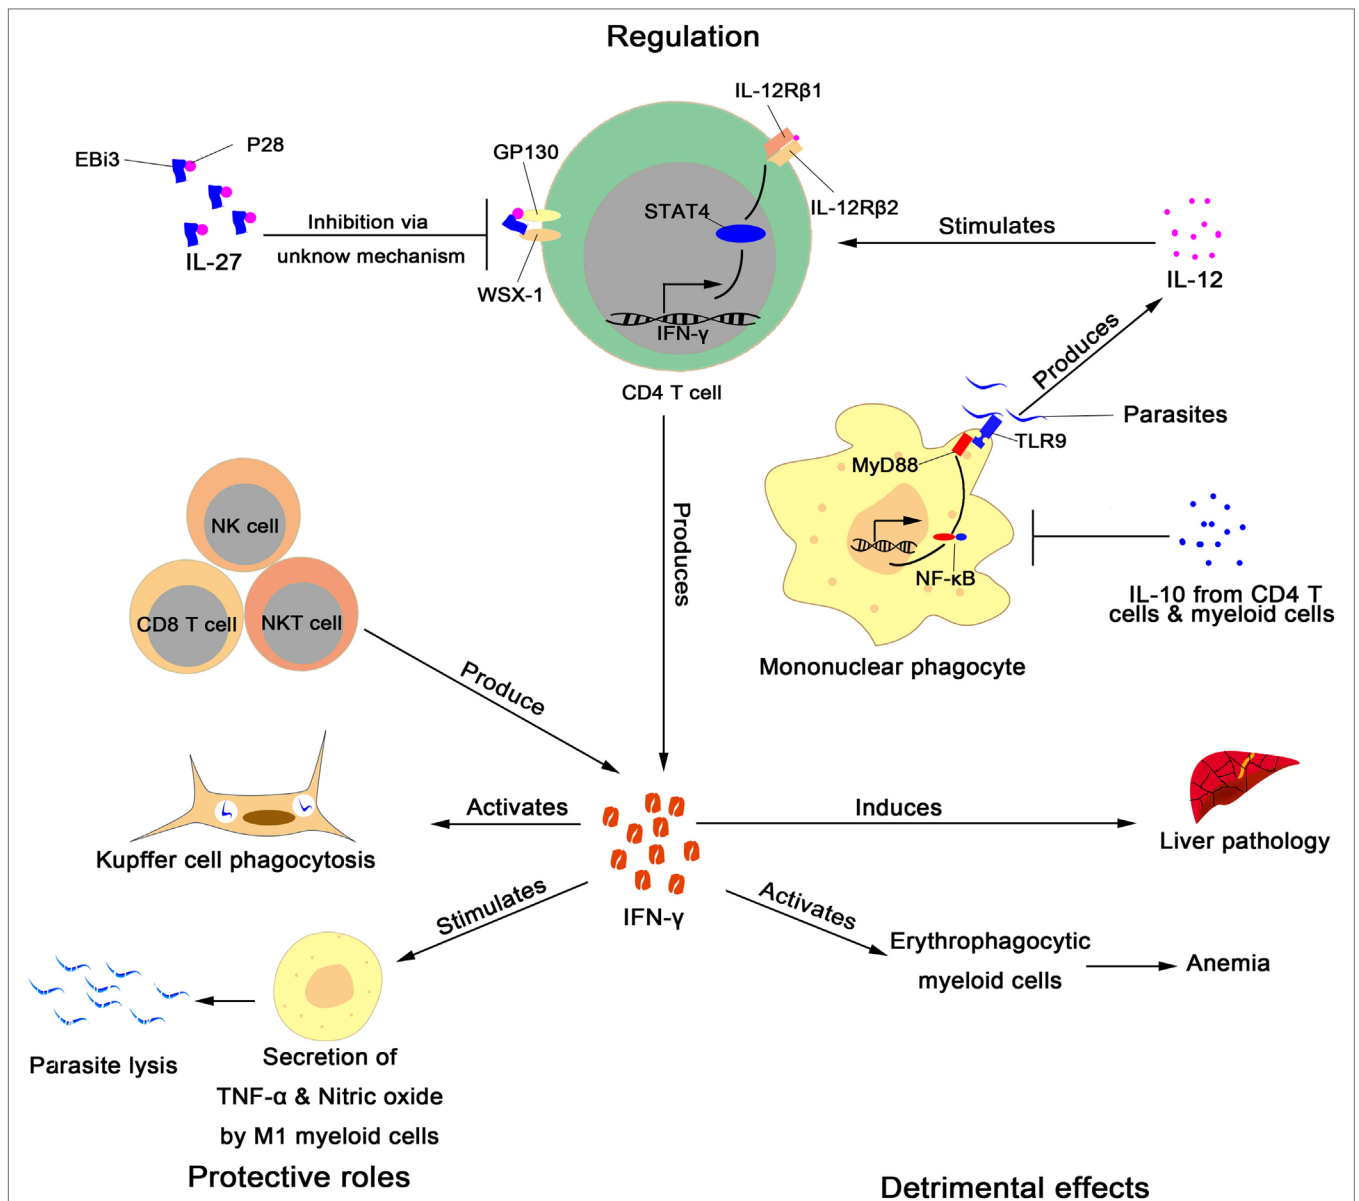 Regulation
IL-12Rβ1
EBi3
P28
GP130
IL-12Rβ2
STAT4
Inhibition via
unknow mechanism
IL-27
WSX-1
IFN-γ
Stimulates
IL-12
CD4 T cell
Produces
Parasites
TLR9
MyD88
NF-κB
IL-10 from CD4 T
cells & myeloid cells
Mononuclear phagocyte
NK cell
CD8 T cell
NKT cell
Produces
Produce
Activates
Induces
Kupffer cell phagocytosis
Liver pathology
Stimulates
IFN-γ
Activates
Erythrophagocytic
myeloid cells
Anemia
Parasite lysis
Secretion of
TNF-α & Nitric oxide
by M1 myeloid cells
Protective roles
Detrimental effects